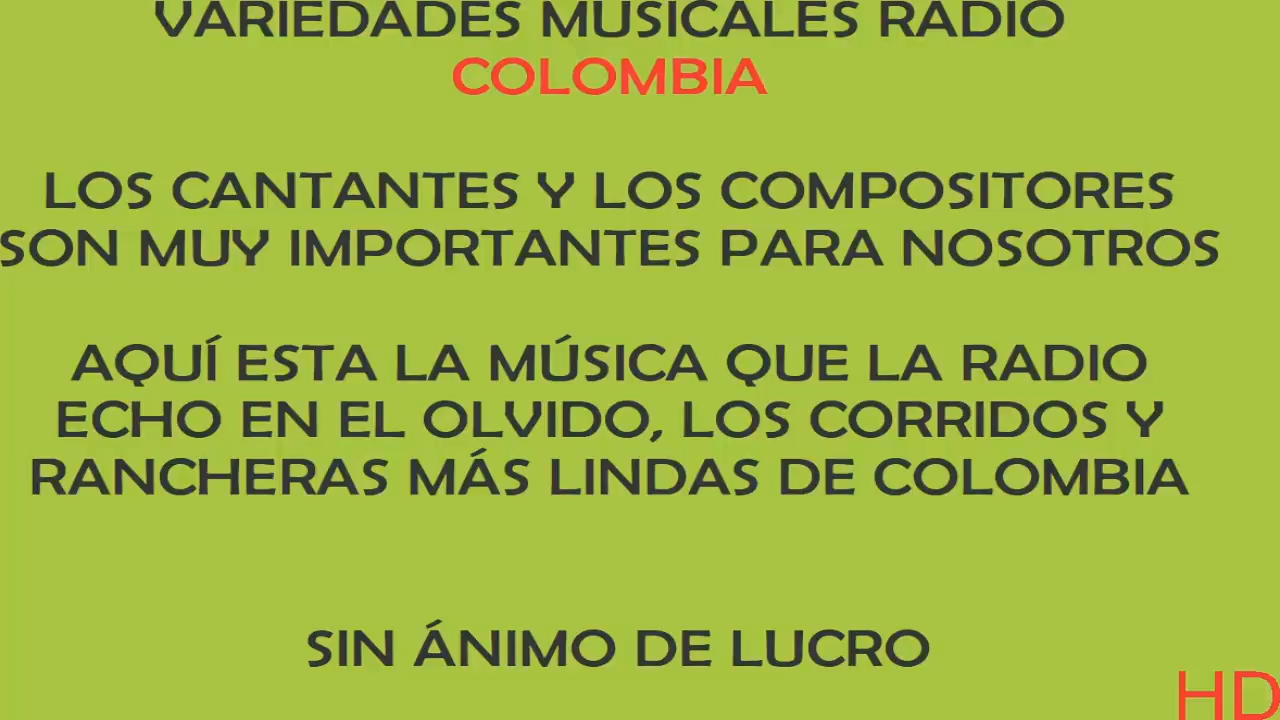 VARIEDADES MUSICALES RADIO
COLOMBIA
LOS CANTANTES Y LOS COMPOSITORES
SON MUY IMPORTANTES PARA NOSOTROS
AQUÍ ESTA LA MÚSICA QUE LA RADIO
ECHO EN EL OLVIDO, LOS CORRIDOS Y
RANCHERAS MÁS LINDAS DE COLOMBIA
SIN ÁNIMO DE LUCRO
HD